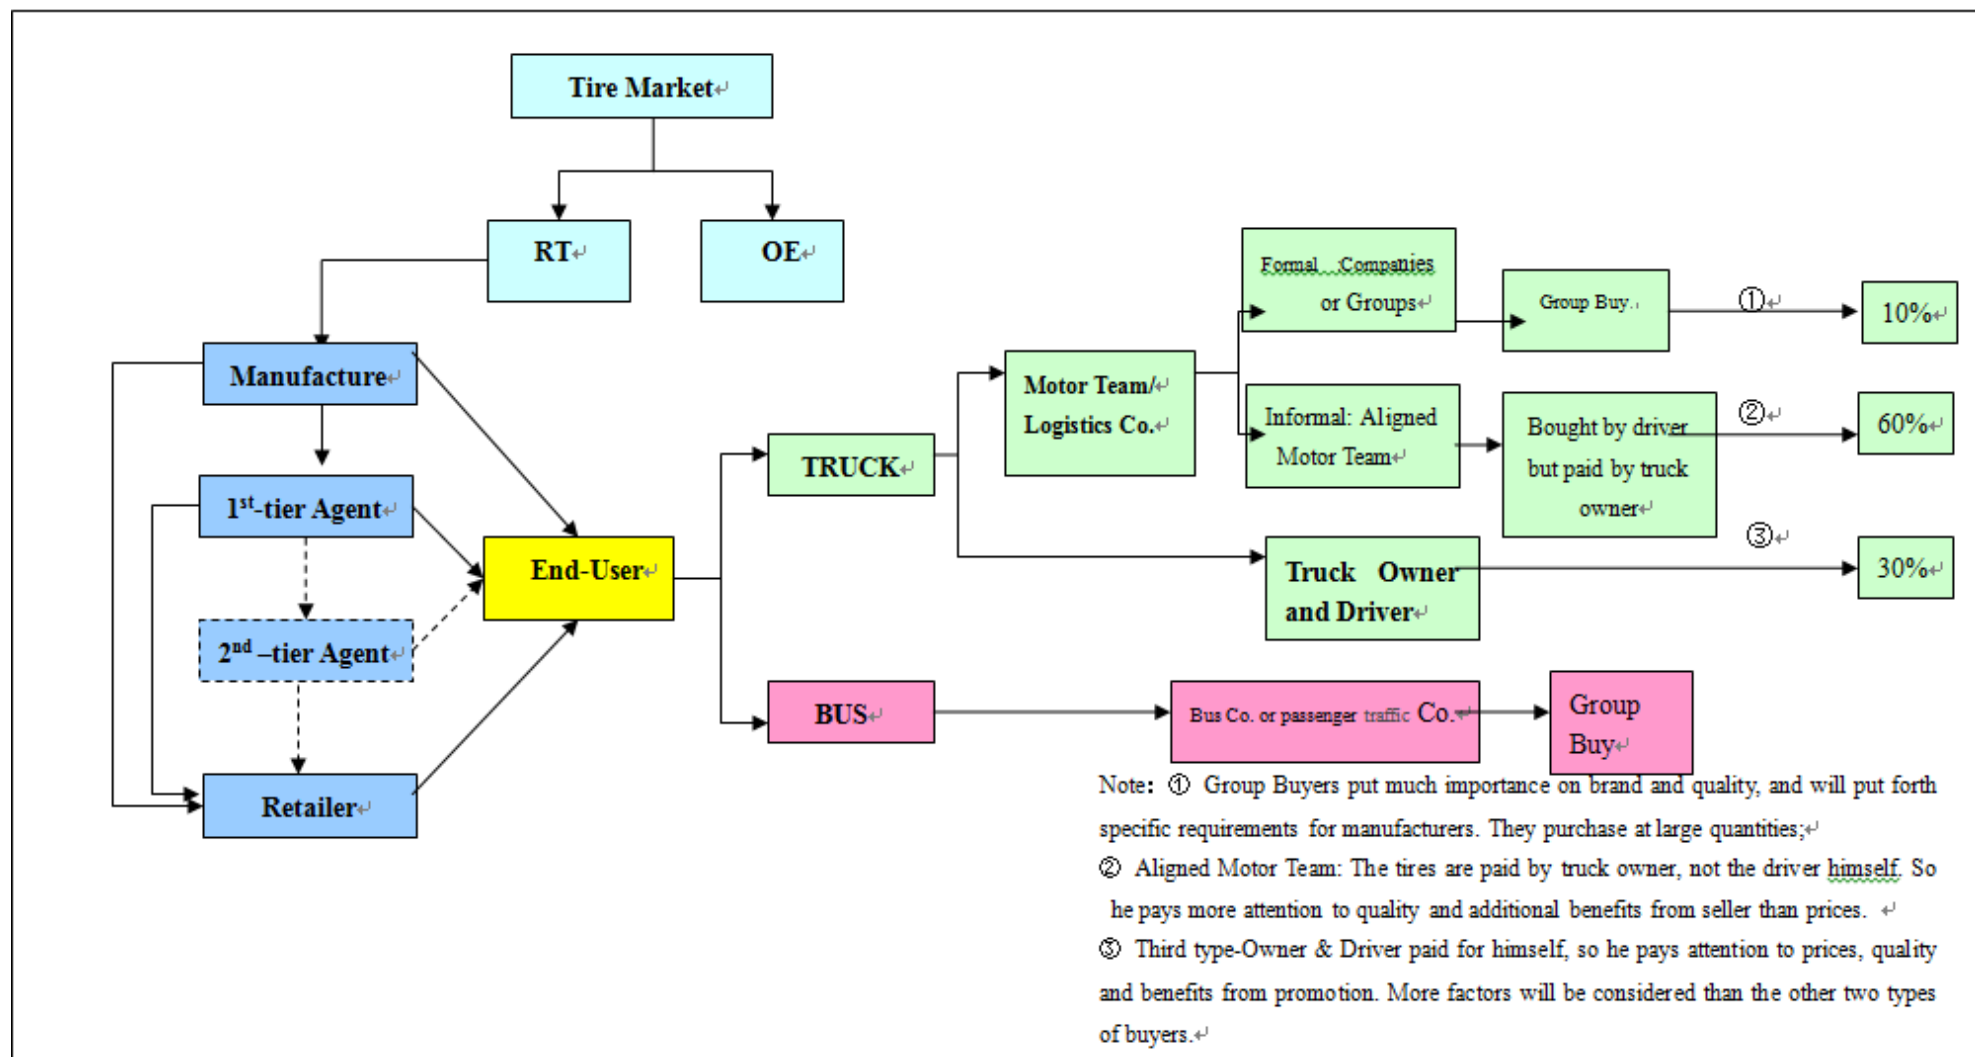 Tire Market
RT
OE
Manufacture
1st-tier Agent
2nd –tier Agent
Retailer
End-User
TRUCK
BUS
Motor Team/
Logistics Co.
Formal :Companies
or Groups
Group Buy.
①
10%
Informal: Aligned
Motor Team
Bought by driver
but paid by truck
owner
②
60%
Truck Owner
and Driver
③
30%
Bus Co. or passenger traffic Co.
Group
Buy
Note: ① Group Buyers put much importance on brand and quality, and will put forth
specific requirements for manufacturers. They purchase at large quantities;
② Aligned Motor Team: The tires are paid by truck owner, not the driver himself. So
he pays more attention to quality and additional benefits from seller than prices.
③ Third type-Owner & Driver paid for himself, so he pays attention to prices, quality
and benefits from promotion. More factors will be considered than the other two types
of buyers.